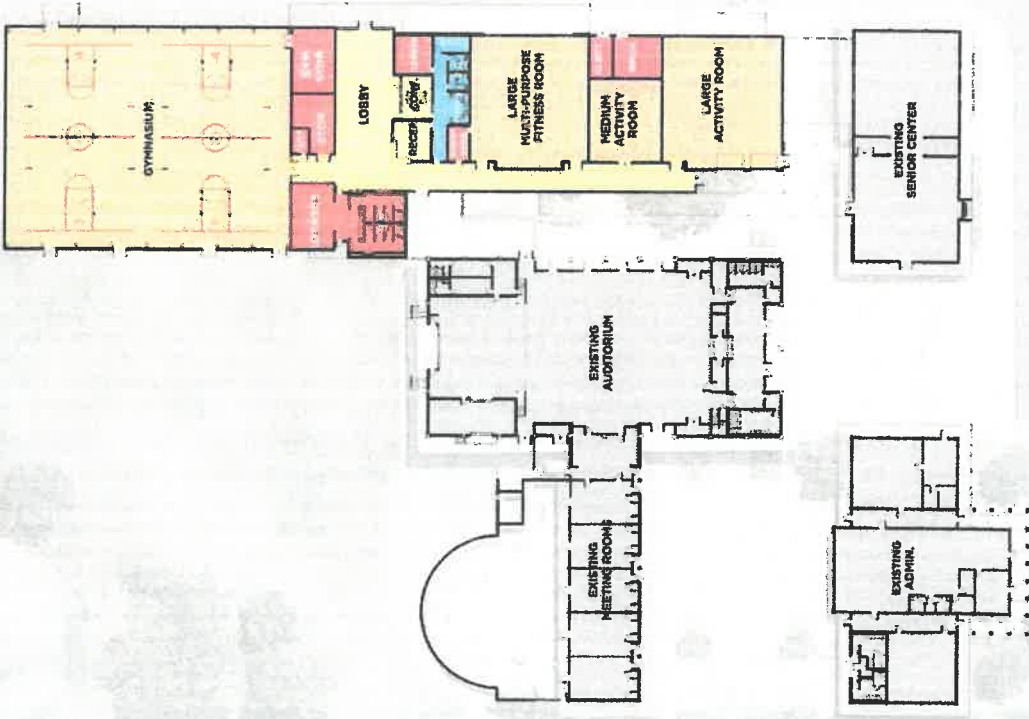 GYMNASIUM
LOBBY
CONF.
RECEP.
LARGE
MULTI-PURPOSE
FITNESS ROOM
MEDIUM
ACTIVITY
ROOM
LARGE
ACTIVITY ROOM
EXISTING
SENIOR CENTER
EXISTING
AUDITORIUM
EXISTING
MEETING ROOMS
EXISTING
ADMIN.